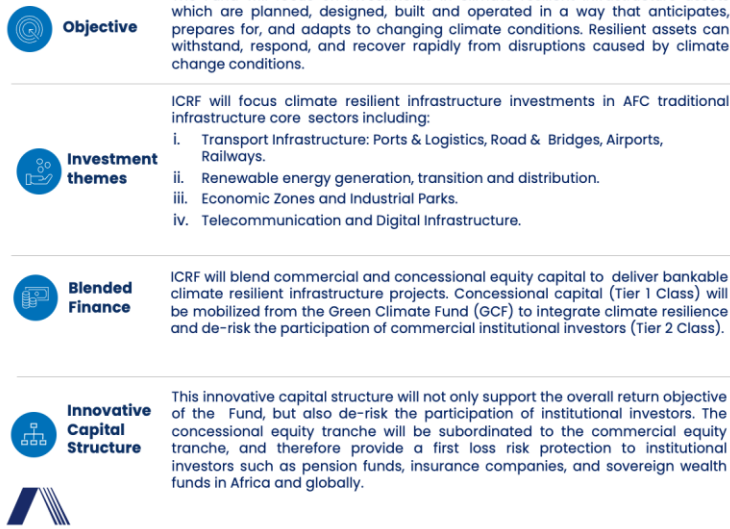 which are planned, designed, built and operated in a way that anticipates,
Objective
prepares for, and adapts to changing climate conditions. Resilient assets can
withstand, respond, and recover rapidly from disruptions caused by climate
change conditions.
ICRF will focus climate resilient infrastructure investments in AFC traditional
infrastructure core sectors including:
i. Transport Infrastructure: Ports & Logistics, Road & Bridges, Airports,
Railways.
Investment
themes
ii. Renewable energy generation, transition and distribution.
iii. Economic Zones and Industrial Parks.
iv. Telecommunication and Digital Infrastructure.
Blended
Finance
ICRF will blend commercial and concessional equity capital to deliver bankable
climate resilient infrastructure projects. Concessional capital (Tier 1 Class) will
be mobilized from the Green Climate Fund (GCF) to integrate climate resilience
and de-risk the participation of commercial institutional investors (Tier 2 Class).
Innovative
Capital
Structure
This innovative capital structure will not only support the overall return objective
of the Fund, but also de-risk the participation of institutional investors. The
concessional equity tranche will be subordinated to the commercial equity
tranche, and therefore provide a first loss risk protection to institutional
investors such as pension funds, insurance companies, and sovereign wealth
funds in Africa and globally.